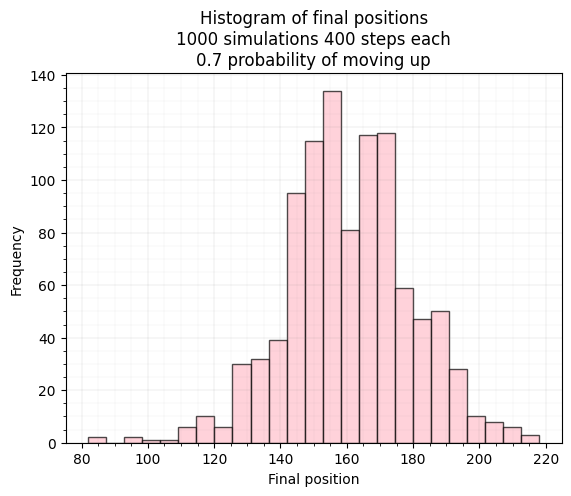 Histogram of final positions
1000 simulations 400 steps each
0.7 probability of moving up
140
120
100
80
60
40
20
0
Frequency
80 100 120 140 160 180 200 220
Final position